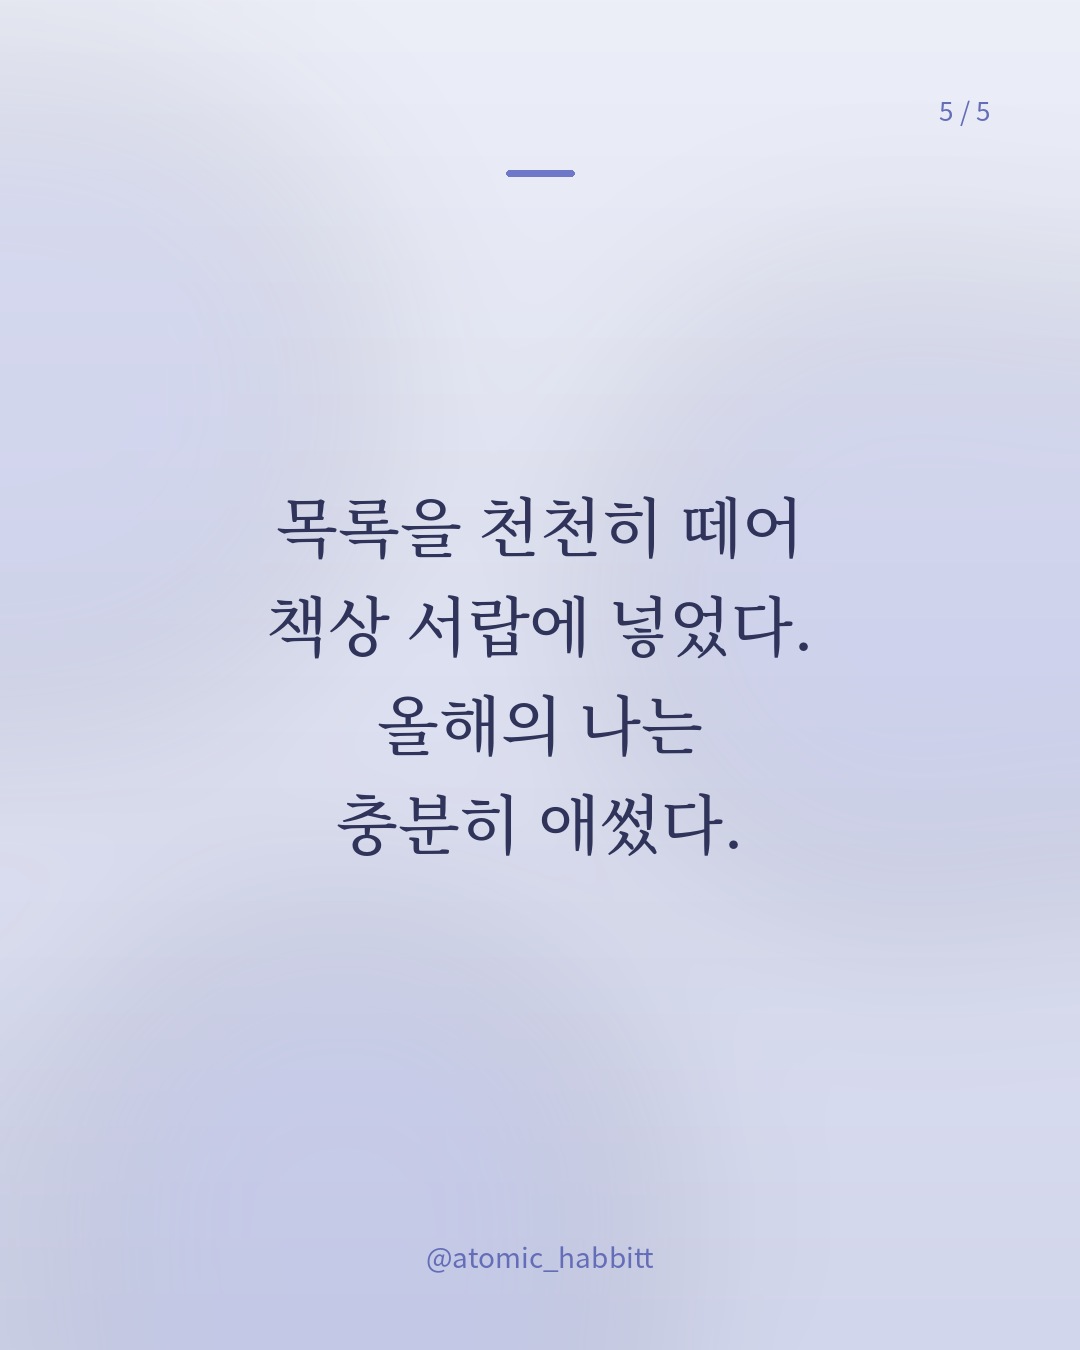 5 / 5
목록을 천천히 떼어
책상 서랍에 넣었다.
올해의 나는
충분히 애썼다.
@atomic_habbitt